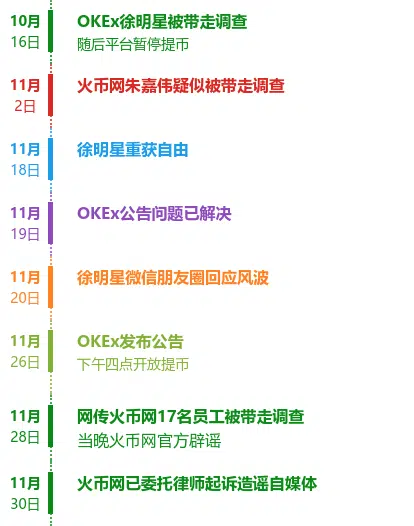 10月
OKEx徐明星被带走调查
16日
随后平台暂停提币
11月
火币网朱嘉伟疑似被带走调查
2日
11月
徐明星重获自由
18日
11月
OKEx公告问题已解决
19日
11月
徐明星微信朋友圈回应风波
20日
11月
OKEx发布公告
26日
下午四点开放提币
11月
网传火币网17名员工被带走调查
28日
当晚火币网官方辟谣
11月
火币网已委托律师起诉造谣自媒体
30日